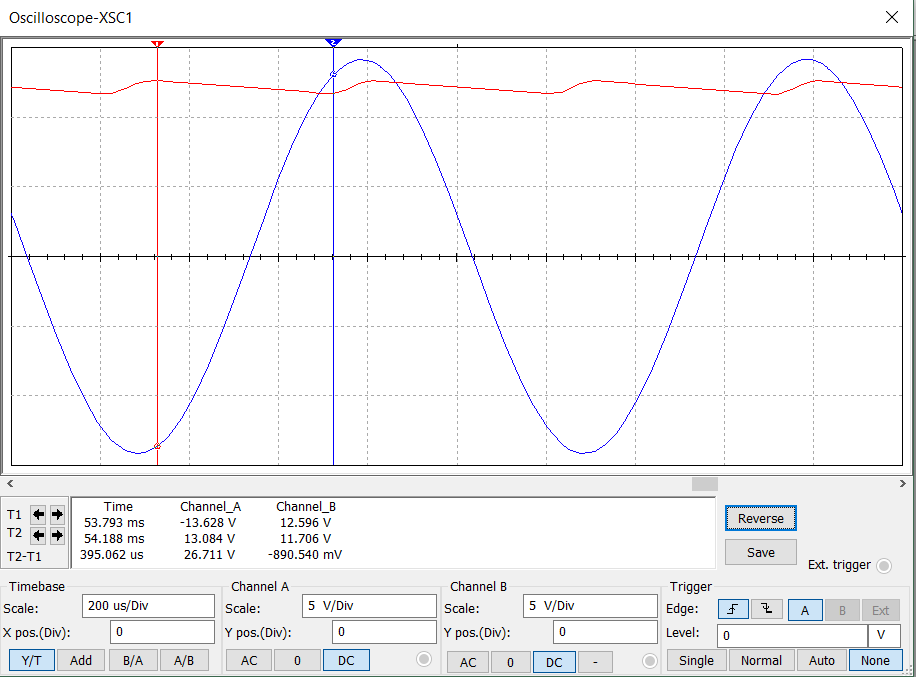 Oscilloscope-XSC1
1 2
T1
T2
T2-T1
Time Channel_A Channel_B
53.793 ms -13.628 V 12.596 V
54.188 ms 13.084 V 11.706 V
395.062 us 26.711 V -890.540 mV
Reverse
Save
Ext. trigger
Timebase
Scale: 200 us/Div
X pos.(Div): 0
Y/T Add B/A A/B
Channel A
Scale: 5 V/Div
Y pos.(Div): 0
AC 0 DC
Channel B
Scale: 5 V/Div
Y pos.(Div): 0
AC 0 DC -
Trigger
Edge: A B Ext
Level: 0 V
Single Normal Auto None